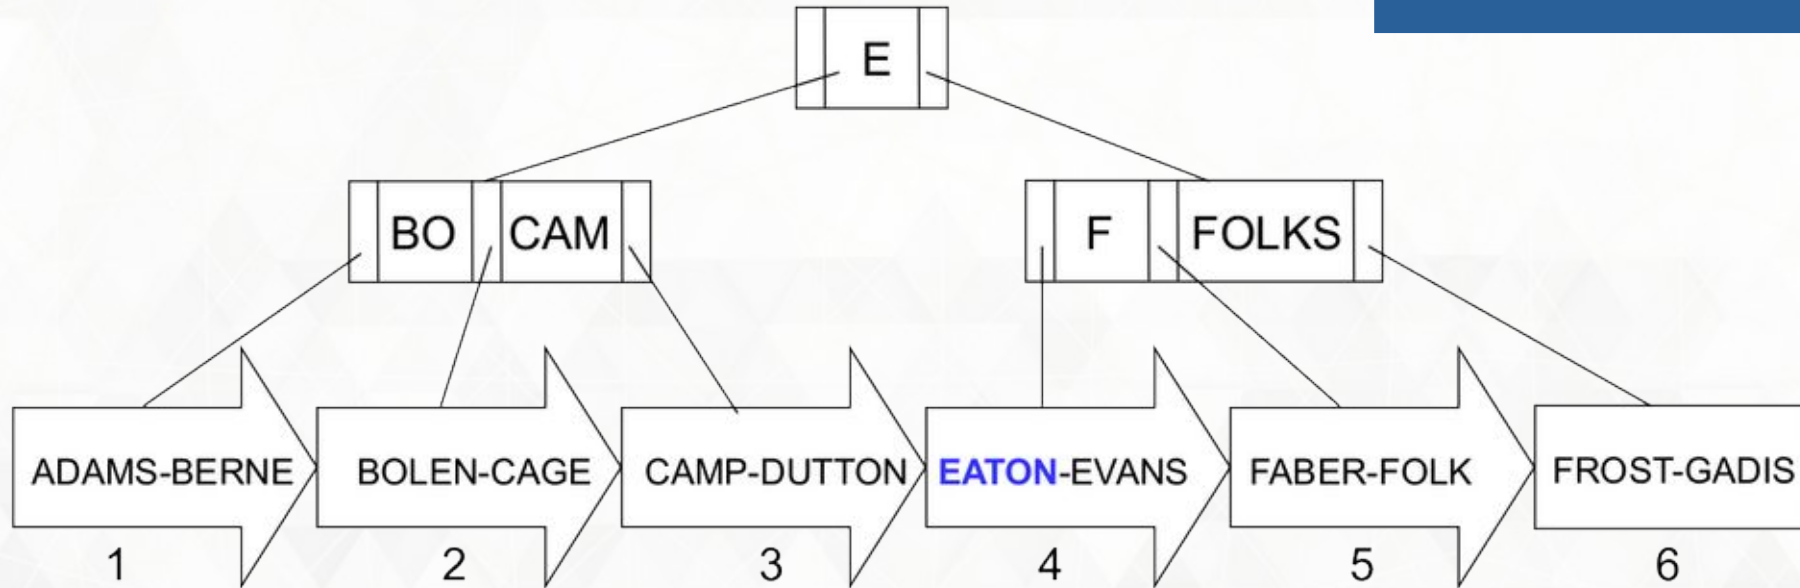 E
BO CAM F FOLKS
ADAMS-BERNE BOLEN-CAGE CAMP-DUTTON EATON-EVANS FABER-FOLK FROST-GADIS
1 2 3 4 5 6